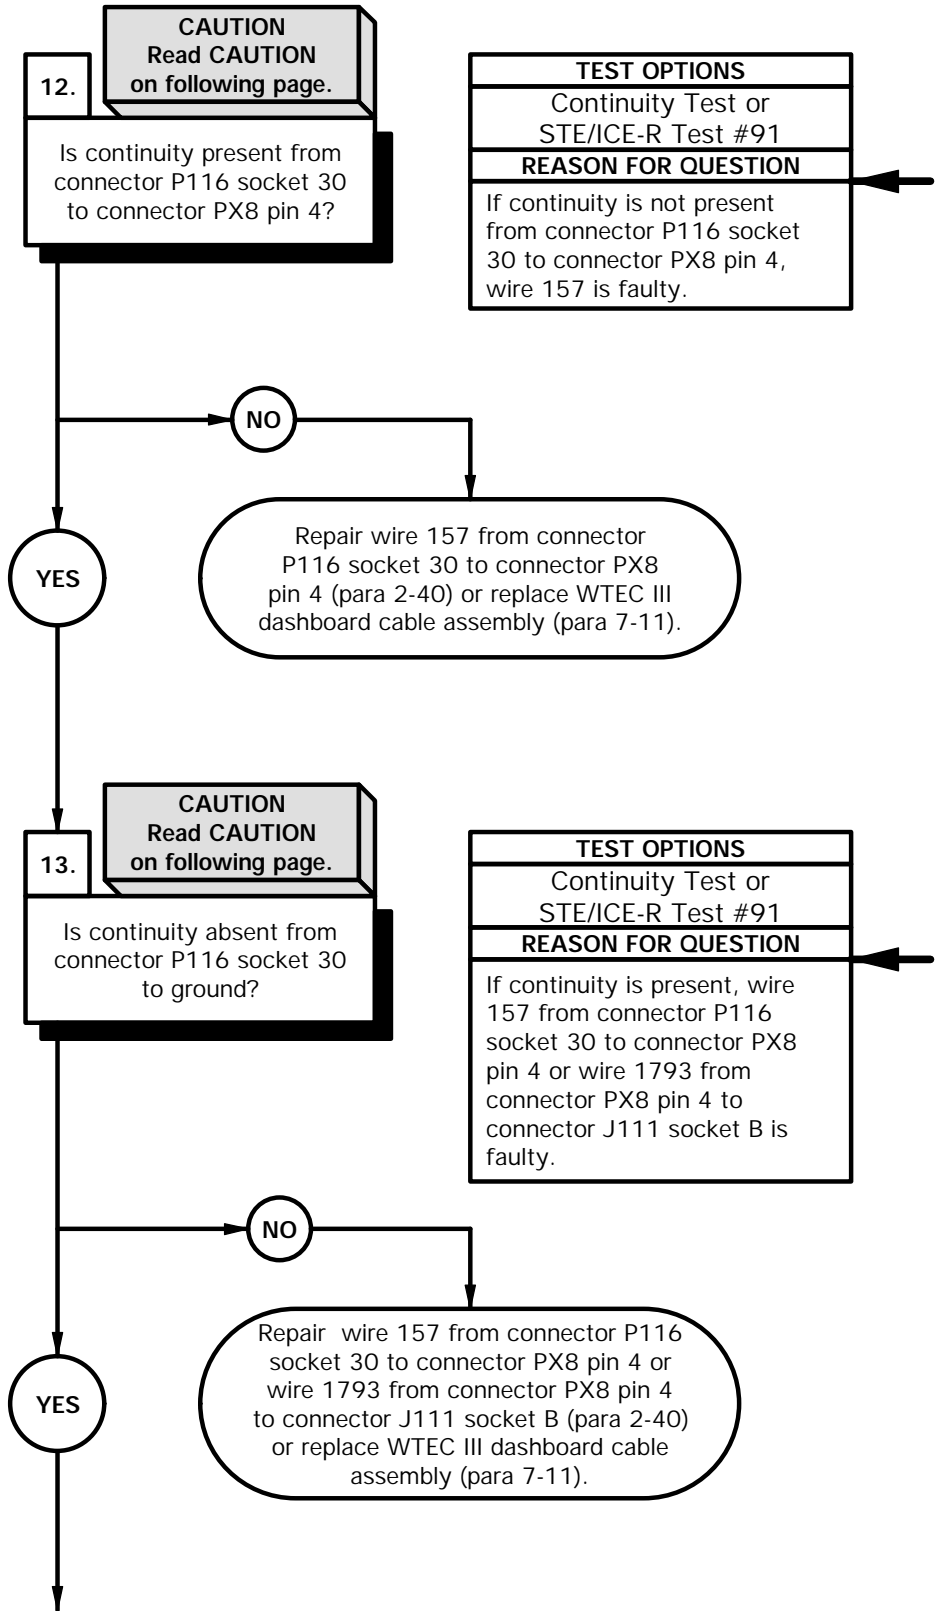 CAUTION
Read CAUTION
on following page.
12.
Is continuity present from
connector P116 socket 30
to connector PX8 pin 4?
TEST OPTIONS
Continuity Test or
STE/ICE-R Test #91
REASON FOR QUESTION
If continuity is not present
from connector P116 socket
30 to connector PX8 pin 4,
wire 157 is faulty.
NO
Repair wire 157 from connector
P116 socket 30 to connector PX8
pin 4 (para 2-40) or replace WTEC III
dashboard cable assembly (para 7-11).
YES
CAUTION
Read CAUTION
on following page.
13.
Is continuity absent from
connector P116 socket 30
to ground?
TEST OPTIONS
Continuity Test or
STE/ICE-R Test #91
REASON FOR QUESTION
If continuity is present, wire
157 from connector P116
socket 30 to connector PX8
pin 4 or wire 1793 from
connector PX8 pin 4 to
connector J111 socket B is
faulty.
NO
Repair wire 157 from connector P116
socket 30 to connector PX8 pin 4 or
wire 1793 from connector PX8 pin 4
to connector J111 socket B (para 2-40)
or replace WTEC III dashboard cable
assembly (para 7-11).
YES